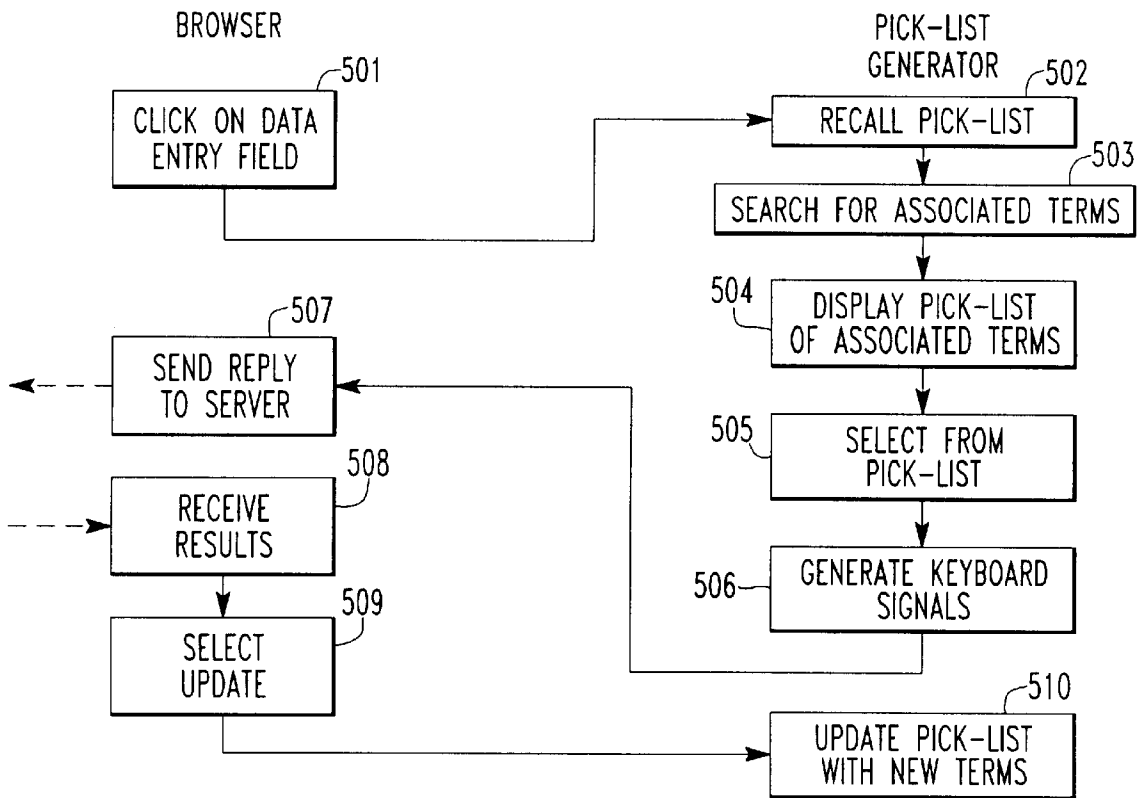 BROWSER
PICK-LIST
GENERATOR
501
CLICK ON DATA
ENTRY FIELD
502
RECALL PICK-LIST
503
SEARCH FOR ASSOCIATED TERMS
504
DISPLAY PICK-LIST
OF ASSOCIATED TERMS
505
SELECT FROM
PICK-LIST
506
GENERATE KEYBOARD
SIGNALS
507
SEND REPLY
TO SERVER
508
RECEIVE
RESULTS
509
SELECT
UPDATE
510
UPDATE PICK-LIST
WITH NEW TERMS